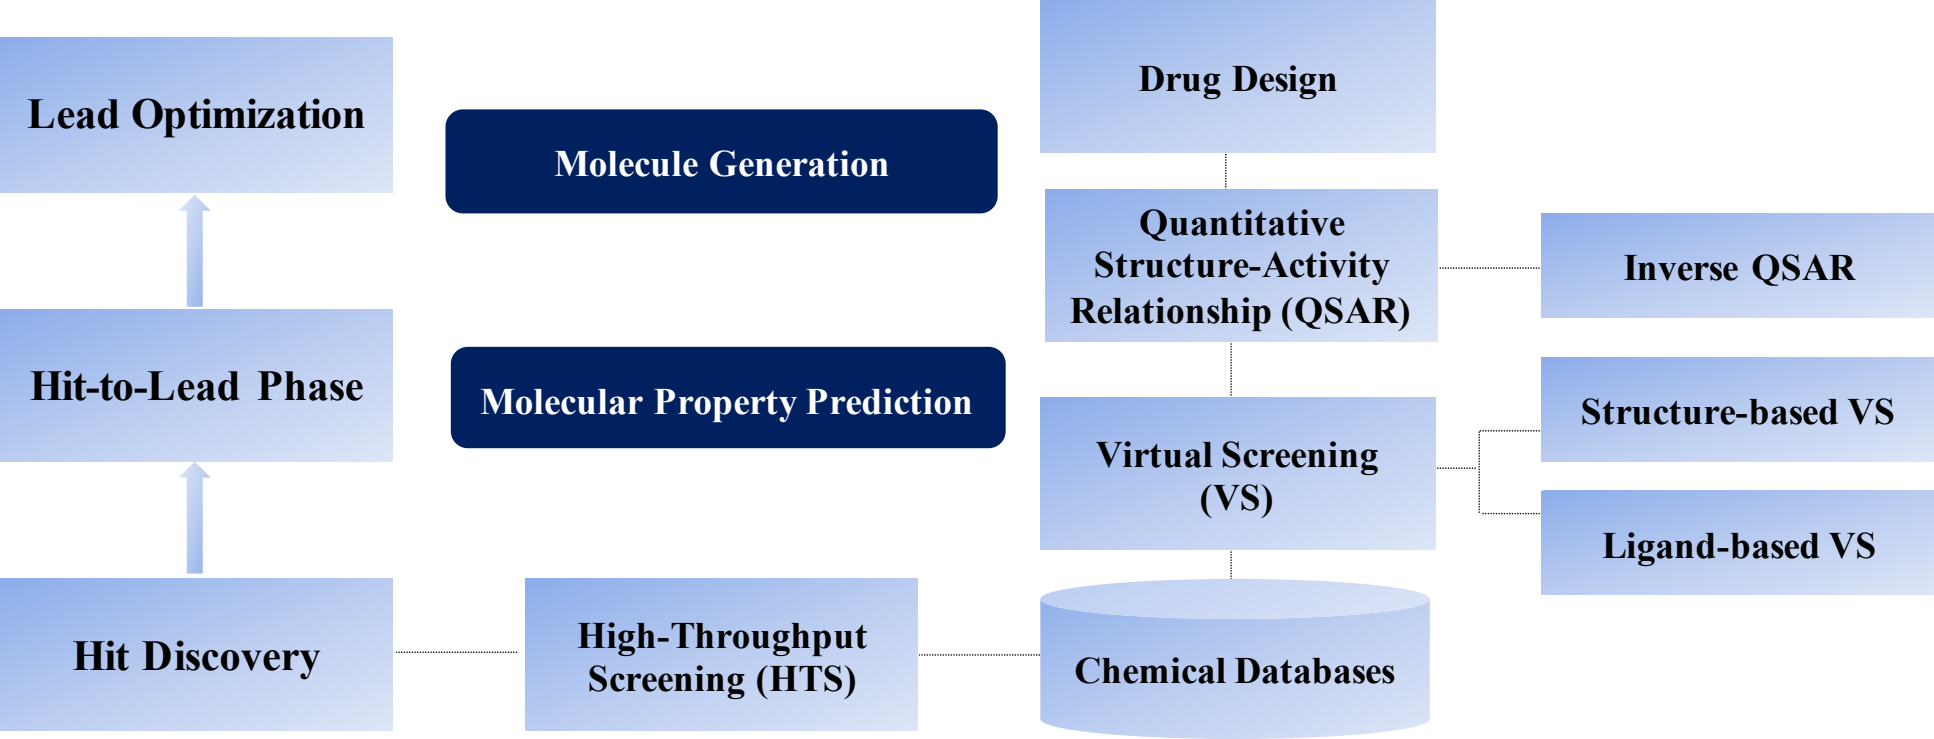 Lead Optimization
Molecule Generation
Drug Design
Quantitative
Structure-Activity
Relationship (QSAR)
Inverse QSAR
Hit-to-Lead Phase
Molecular Property Prediction
Virtual Screening
(VS)
Structure-based VS
Ligand-based VS
Hit Discovery
High-Throughput
Screening (HTS)
Chemical Databases